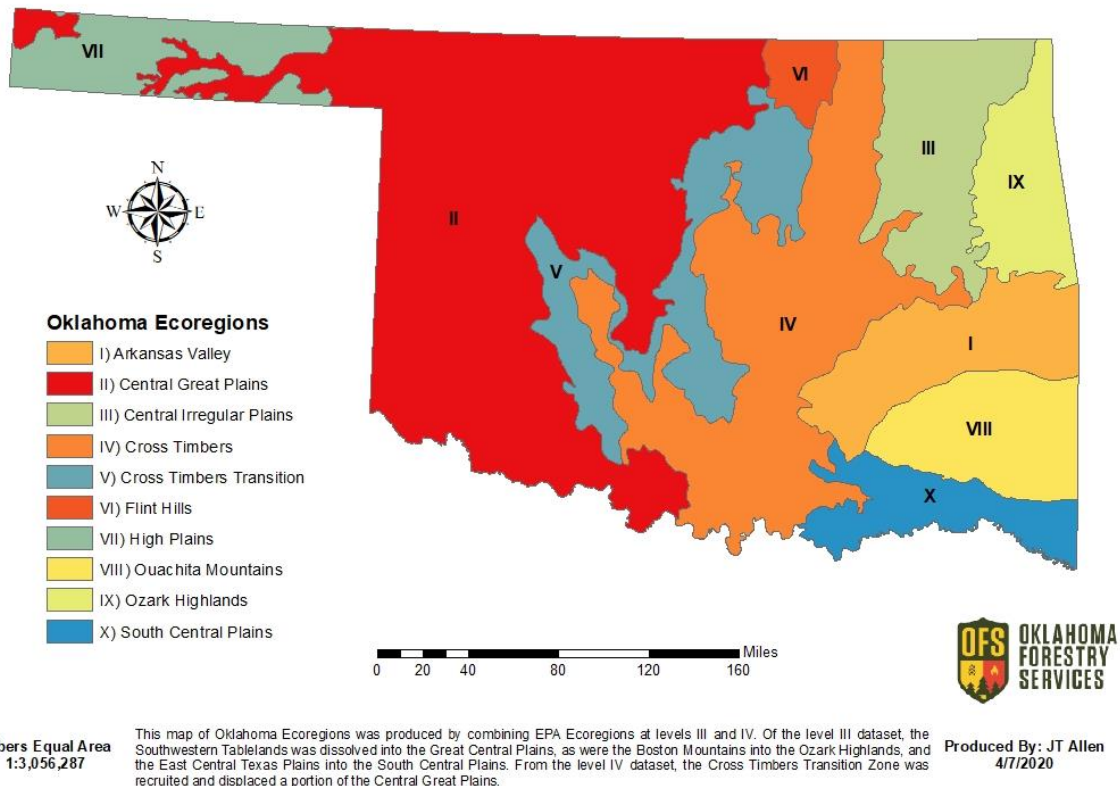 VII
VI
III
IX
II
V
IV
I
VIII
X
N
W E
S
Oklahoma Ecoregions
I) Arkansas Valley
II) Central Great Plains
III) Central Irregular Plains
IV) Cross Timbers
V) Cross Timbers Transition
VI) Flint Hills
VII) High Plains
VIII) Ouachita Mountains
IX) Ozark Highlands
X) South Central Plains
Miles
0 20 40 80 120 160
OFS
OKLAHOMA
FORESTRY
SERVICES
bers Equal Area
1:3,056,287
This map of Oklahoma Ecoregions was produced by combining EPA Ecoregions at levels III and IV. Of the level III dataset, the
Southwestern Tablelands was dissolved into the Great Central Plains, as were the Boston Mountains into the Ozark Highlands, and
the East Central Texas Plains into the South Central Plains. From the level IV dataset, the Cross Timbers Transition Zone was
recruited and displaced a portion of the Central Great Plains.
Produced By: JT Allen
4/7/2020